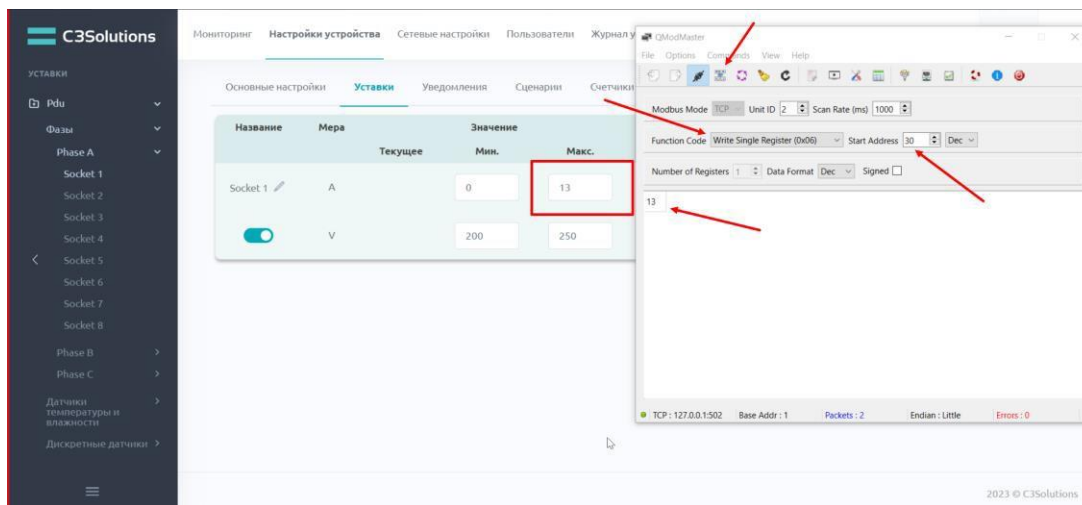 C3Solutions
УСТАВКИ
Pdu
Фазы
Phase A
Socket 1
Socket 2
Socket 3
Socket 4
Socket 5
Socket 6
Socket 7
Socket 8
Phase B
Phase C
Датчики
температуры и
влажности
Дискретные датчики
Мониторинг Настройки устройства Сетевые настройки Пользователи Журнал у
Основные настройки Уставки Уведомления Сценарии Счетчики
Название Мера Значение
Текущее Мин. Макс.
Socket 1 A 0 13
V 200 250
QModMaster
File Options Commands View Help
Modbus Mode TCP Unit ID 2 Scan Rate (ms) 1000
Function Code Write Single Register (0x06) Start Address 30 Dec
Number of Registers 1 Data Format Dec Signed
13
TCP : 127.0.0.1:502 Base Addr : 1 Packets : 2 Endian : Little Errors : 0
2023 © C3Solutions